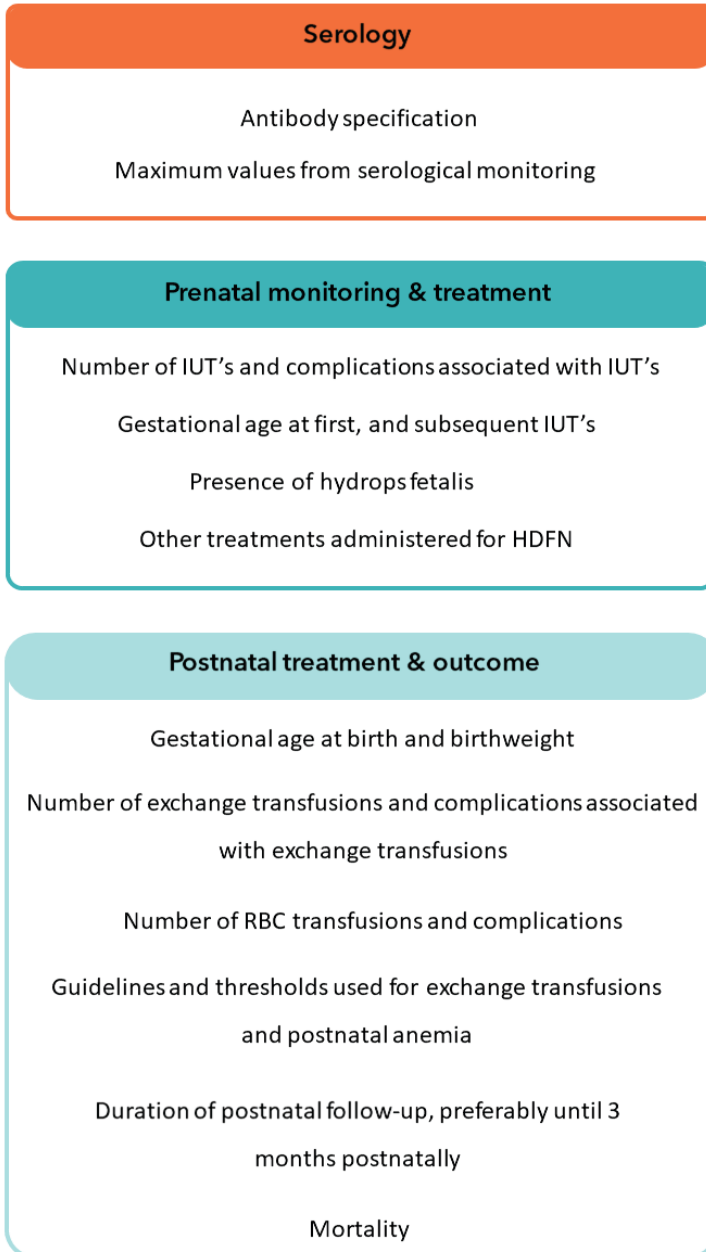 Serology
Antibody specification
Maximum values from serological monitoring
Prenatal monitoring & treatment
Number of IUT's and complications associated with IUT's
Gestational age at first, and subsequent IUT's
Presence of hydrops fetalis
Other treatments administered for HDFN
Postnatal treatment & outcome
Gestational age at birth and birthweight
Number of exchange transfusions and complications associated
with exchange transfusions
Number of RBC transfusions and complications
Guidelines and thresholds used for exchange transfusions
and postnatal anemia
Duration of postnatal follow-up, preferably until 3
months postnatally
Mortality